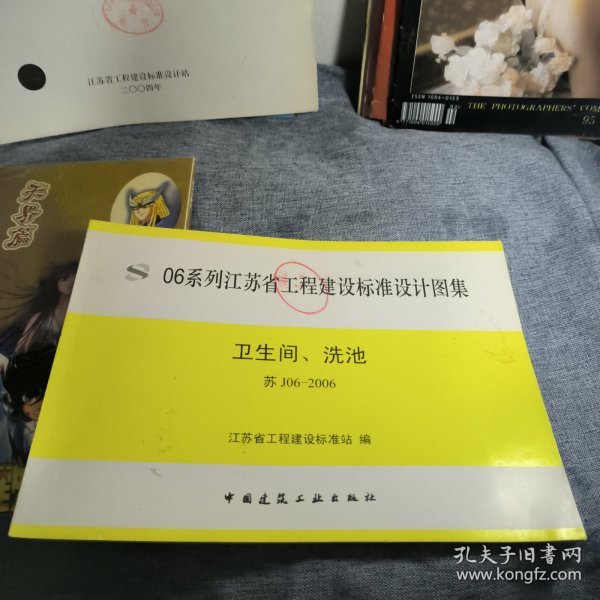 江苏省工程建设标准设计站
二〇〇四年
ISSN 1004-0153
THE PHOTOGRAPHERS' COM
95
天界篇
06系列江苏省工程建设标准设计图集
卫生间、洗池
苏 J06-2006
江苏省工程建设标准站 编
中国建筑工业出版社
孔夫子旧书网
www.kongfz.com